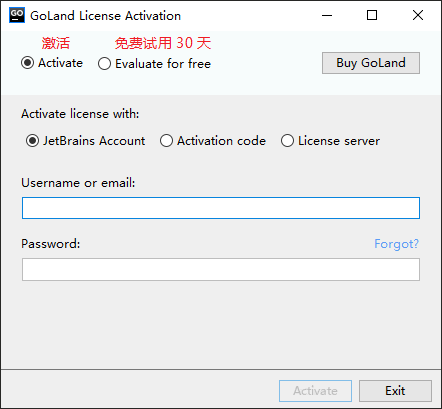 GO GoLand License Activation
激活 免费试用 30 天
Activate Evaluate for free Buy GoLand
Activate license with:
JetBrains Account Activation code License server
Username or email:
Password: Forgot?
Activate Exit